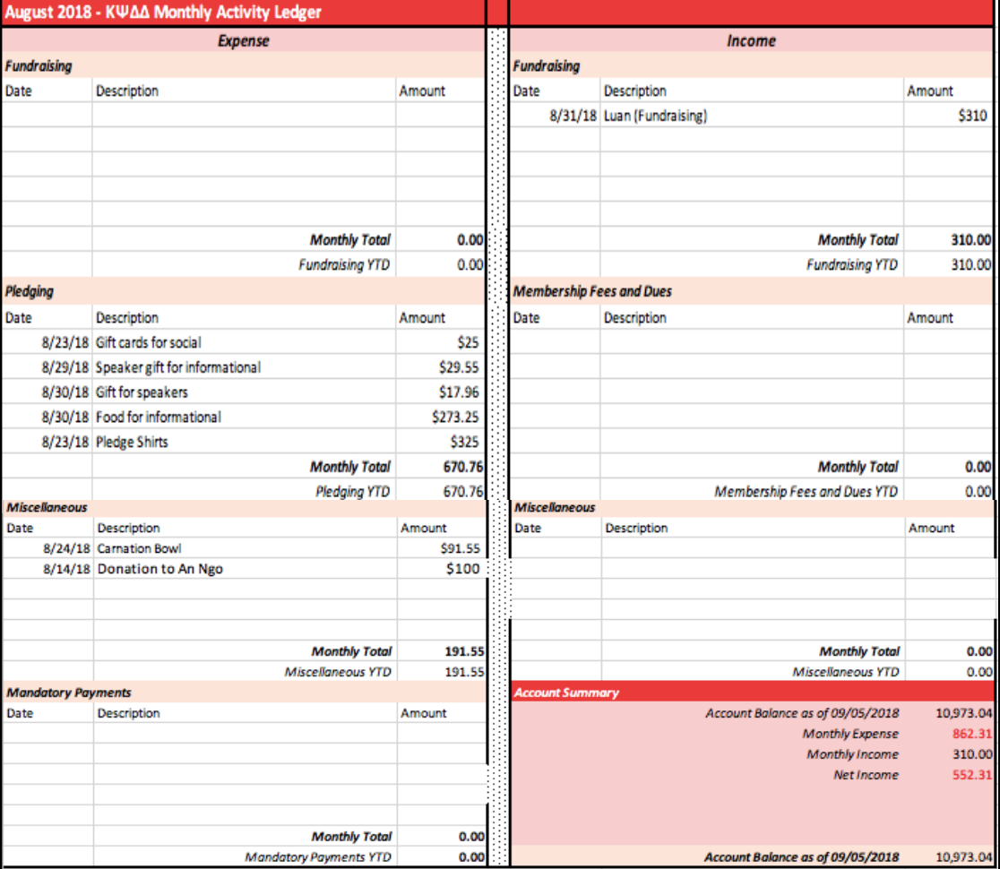 August 2018 - ΚΨΔΔ Monthly Activity Ledger
Expense
Fundraising
Date Description Amount
Monthly Total 0.00
Fundraising YTD 0.00
Pledging
Date Description Amount
8/23/18 Gift cards for social $25
8/29/18 Speaker gift for informational $29.55
8/30/18 Gift for speakers $17.96
8/30/18 Food for informational $273.25
8/23/18 Pledge Shirts $325
Monthly Total 670.76
Pledging YTD 670.76
Miscellaneous
Date Description Amount
8/24/18 Carnation Bowl $91.55
8/14/18 Donation to An Ngo $100
Monthly Total 191.55
Miscellaneous YTD 191.55
Mandatory Payments
Date Description Amount
Monthly Total 0.00
Mandatory Payments YTD 0.00
Income
Fundraising
Date Description Amount
8/31/18 Luan (Fundraising) $310
Monthly Total 310.00
Fundraising YTD 310.00
Membership Fees and Dues
Date Description Amount
Monthly Total 0.00
Membership Fees and Dues YTD 0.00
Miscellaneous
Date Description Amount
Monthly Total 0.00
Miscellaneous YTD 0.00
Account Summary
Account Balance as of 09/05/2018 10,973.04
Monthly Expense 862.31
Monthly Income 310.00
Net Income 552.31
Account Balance as of 09/05/2018 10,973.04